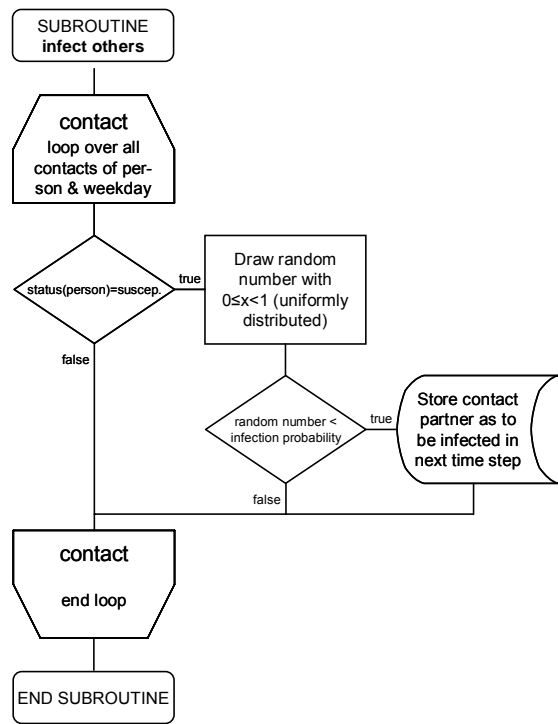 SUBROUTINE
infect others
contact
loop over all
contacts of per-
son & weekday
status(person)=suscep.
true
Draw random
number with
0≤x<1 (uniformly
distributed)
false
random number <
infection probability
true
Store contact
partner as to
be infected in
next time step
false
contact
end loop
END SUBROUTINE